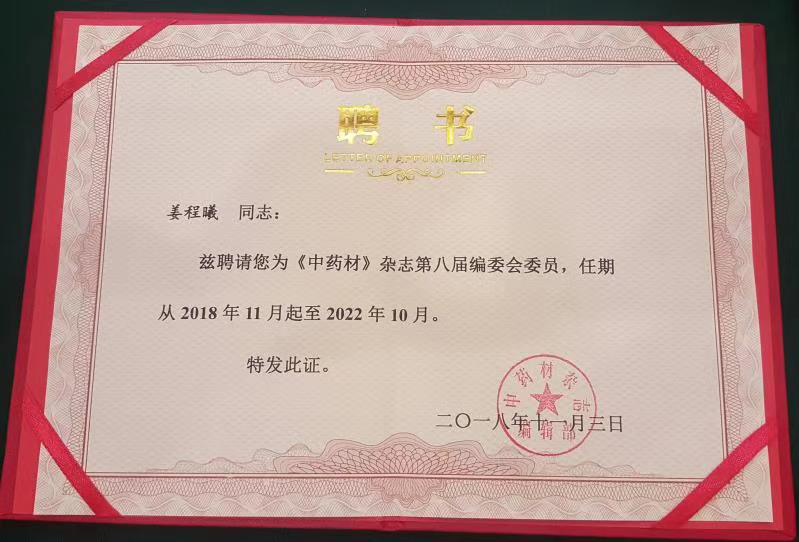 聘书
LETTER OF APPOINTMENT
姜程曦 同志：
兹聘请您为《中药材》杂志第八届编委会委员，任期
从 2018 年 11 月起至 2022 年 10 月。
特发此证。
中药材杂志
编辑部
二〇一八年十一月三日